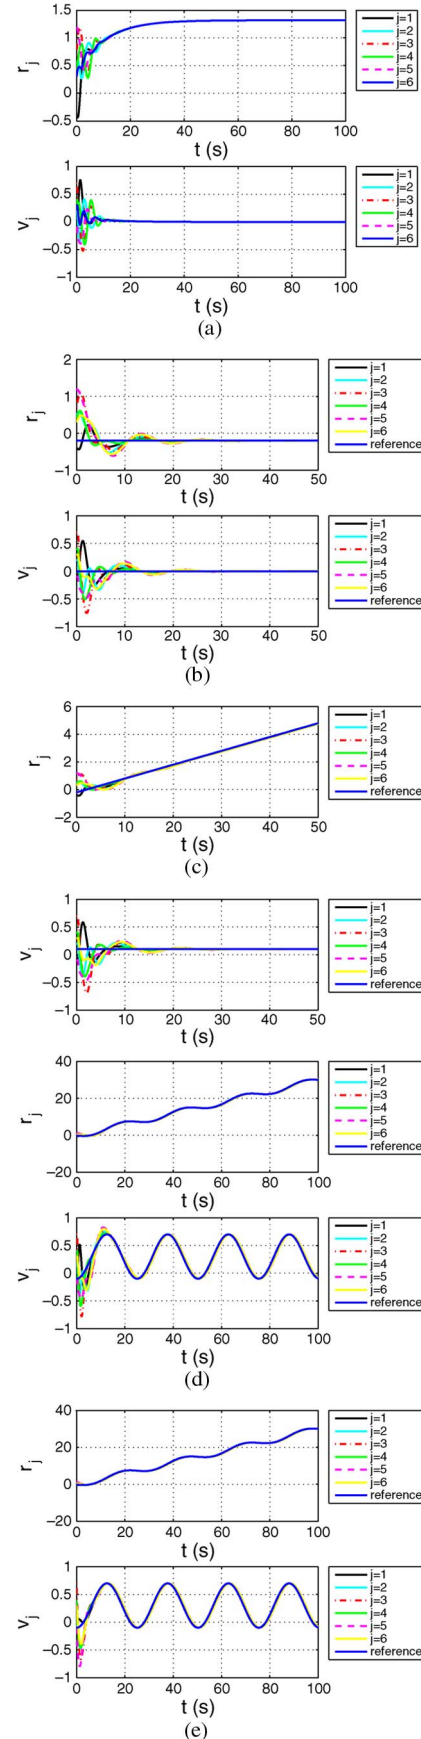 1.5
1
0.5
0
−0.5
r_j
0 20 40 60 80 100
t (s)
j=1
j=2
j=3
j=4
j=5
j=6
1
0.5
0
−0.5
−1
v_j
0 20 40 60 80 100
t (s)
j=1
j=2
j=3
j=4
j=5
j=6
(a)
2
1
0
−1
r_j
0 10 20 30 40 50
t (s)
j=1
j=2
j=3
j=4
j=5
j=6
reference
1
0.5
0
−0.5
−1
v_j
0 10 20 30 40 50
t (s)
j=1
j=2
j=3
j=4
j=5
j=6
reference
(b)
6
4
2
0
−2
r_j
0 10 20 30 40 50
t (s)
j=1
j=2
j=3
j=4
j=5
j=6
reference
(c)
1
0.5
0
−0.5
−1
v_j
0 10 20 30 40 50
t (s)
j=1
j=2
j=3
j=4
j=5
j=6
reference
40
20
0
−20
r_j
0 20 40 60 80 100
t (s)
j=1
j=2
j=3
j=4
j=5
j=6
reference
1
0.5
0
−0.5
−1
v_j
0 20 40 60 80 100
t (s)
j=1
j=2
j=3
j=4
j=5
j=6
reference
(d)
40
20
0
−20
r_j
0 20 40 60 80 100
t (s)
j=1
j=2
j=3
j=4
j=5
j=6
reference
1
0.5
0
−0.5
−1
v_j
0 20 40 60 80 100
t (s)
j=1
j=2
j=3
j=4
j=5
j=6
reference
(e)